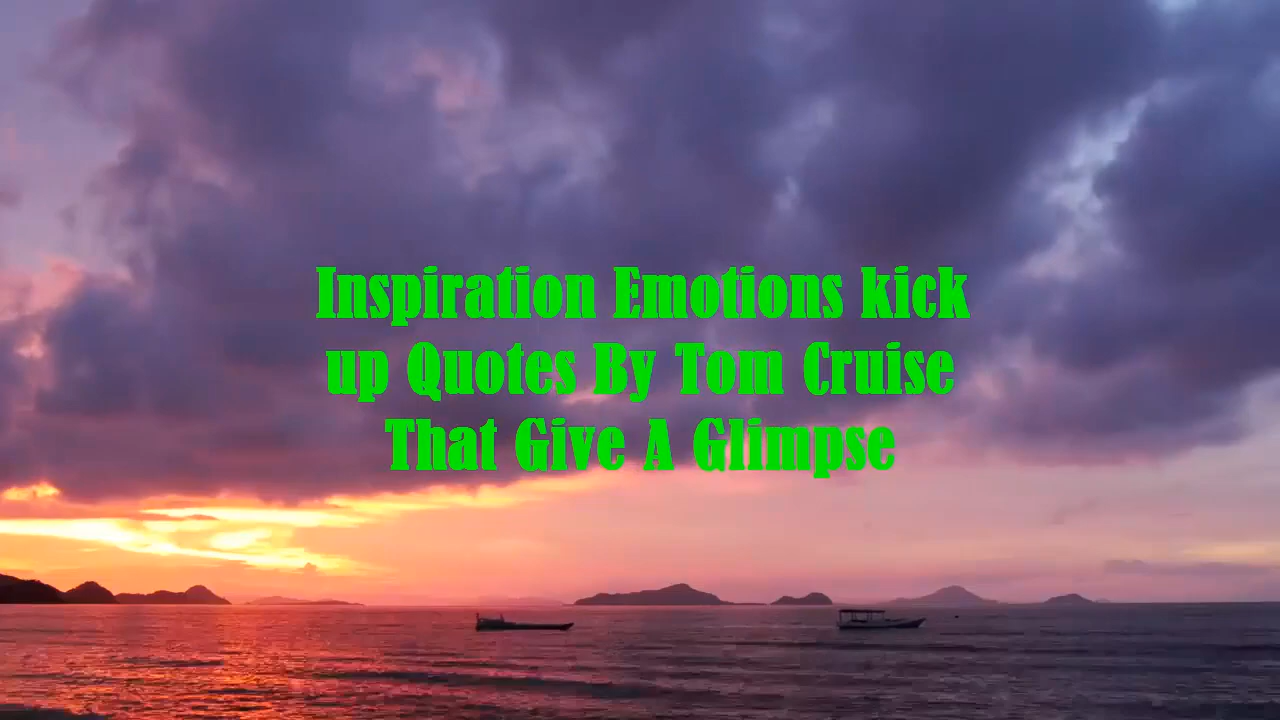 Inspiration Emotions kick
up Quotes By Tom Cruise
That Give A Glimpse